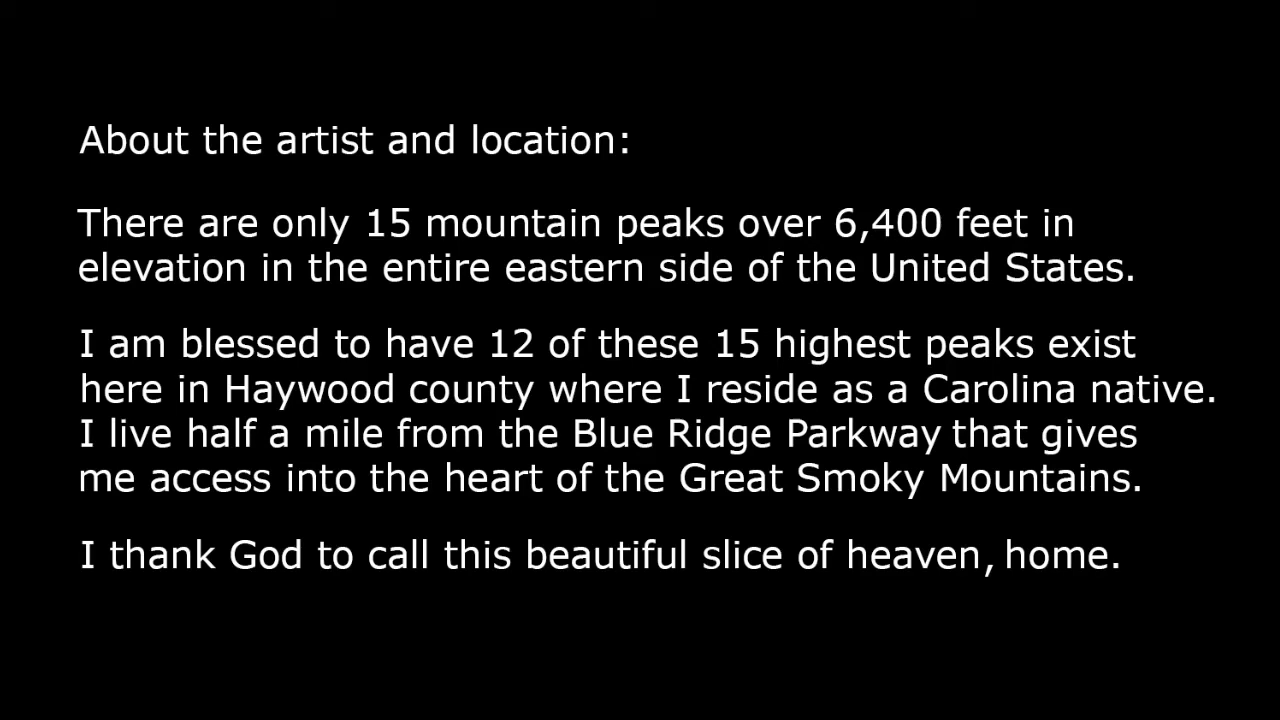 About the artist and location:
There are only 15 mountain peaks over 6,400 feet in
elevation in the entire eastern side of the United States.
I am blessed to have 12 of these 15 highest peaks exist
here in Haywood county where I reside as a Carolina native.
I live half a mile from the Blue Ridge Parkway that gives
me access into the heart of the Great Smoky Mountains.
I thank God to call this beautiful slice of heaven, home.